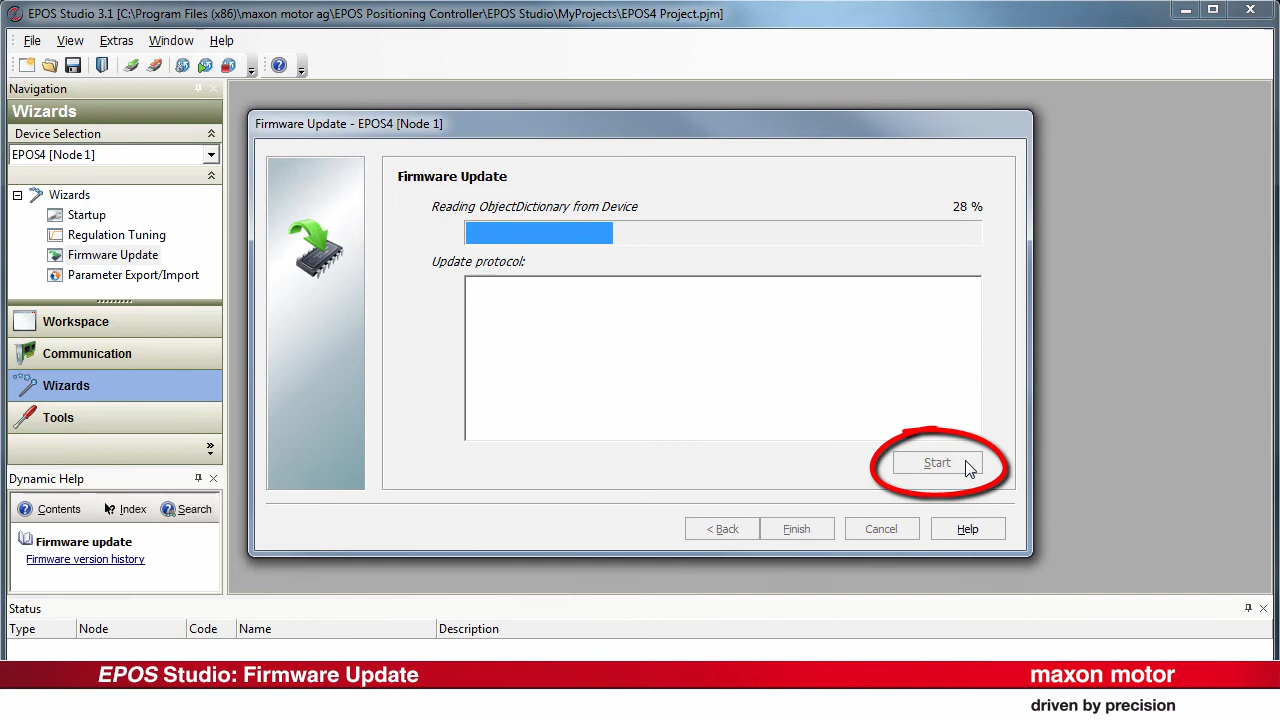 EPOS Studio 3.1 [C:\Program Files (x86)\maxon motor ag\EPOS Positioning Controller\EPOS Studio\MyProjects\EPOS4 Project.pjm]
File View Extras Window Help
Navigation
Wizards
Device Selection
EPOS4 [Node 1]
Wizards
Startup
Regulation Tuning
Firmware Update
Parameter Export/Import
Workspace
Communication
Wizards
Tools
Dynamic Help
Contents Index Search
Firmware update
Firmware version history
Firmware Update - EPOS4 [Node 1]
Firmware Update
Reading ObjectDictionary from Device 28 %
Update protocol:
Start
< Back Finish Cancel Help
Status
Type Node Code Name Description
EPOS Studio: Firmware Update
maxon motor
driven by precision